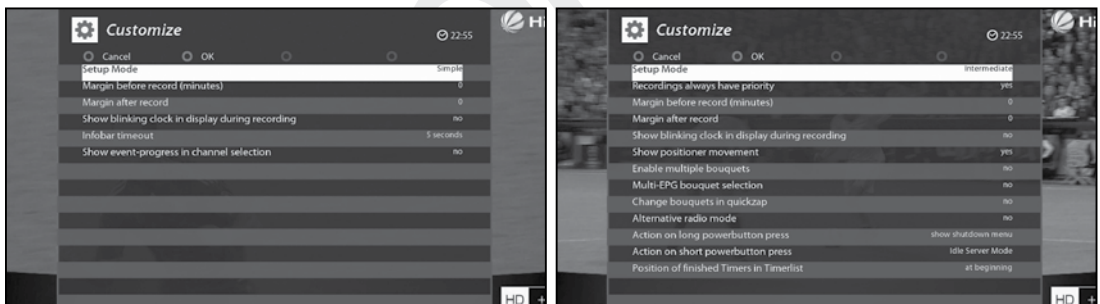 Customize
22:55
Hi
Cancel OK
Setup Mode Simple
Margin before record (minutes) 0
Margin after record 0
Show blinking clock in display during recording no
Infobar timeout 5 seconds
Show event-progress in channel selection no
HD +
Customize
22:55
Hi
Cancel OK
Setup Mode Intermediate
Recordings always have priority yes
Margin before record (minutes) 0
Margin after record 0
Show blinking clock in display during recording no
Show positioner movement yes
Enable multiple bouquets no
Multi-EPG bouquet selection no
Change bouquets in quickzap no
Alternative radio mode no
Action on long powerbutton press show shutdown menu
Action on short powerbutton press Idle Server Mode
Position of finished Timers in Timerlist at beginning
HD +